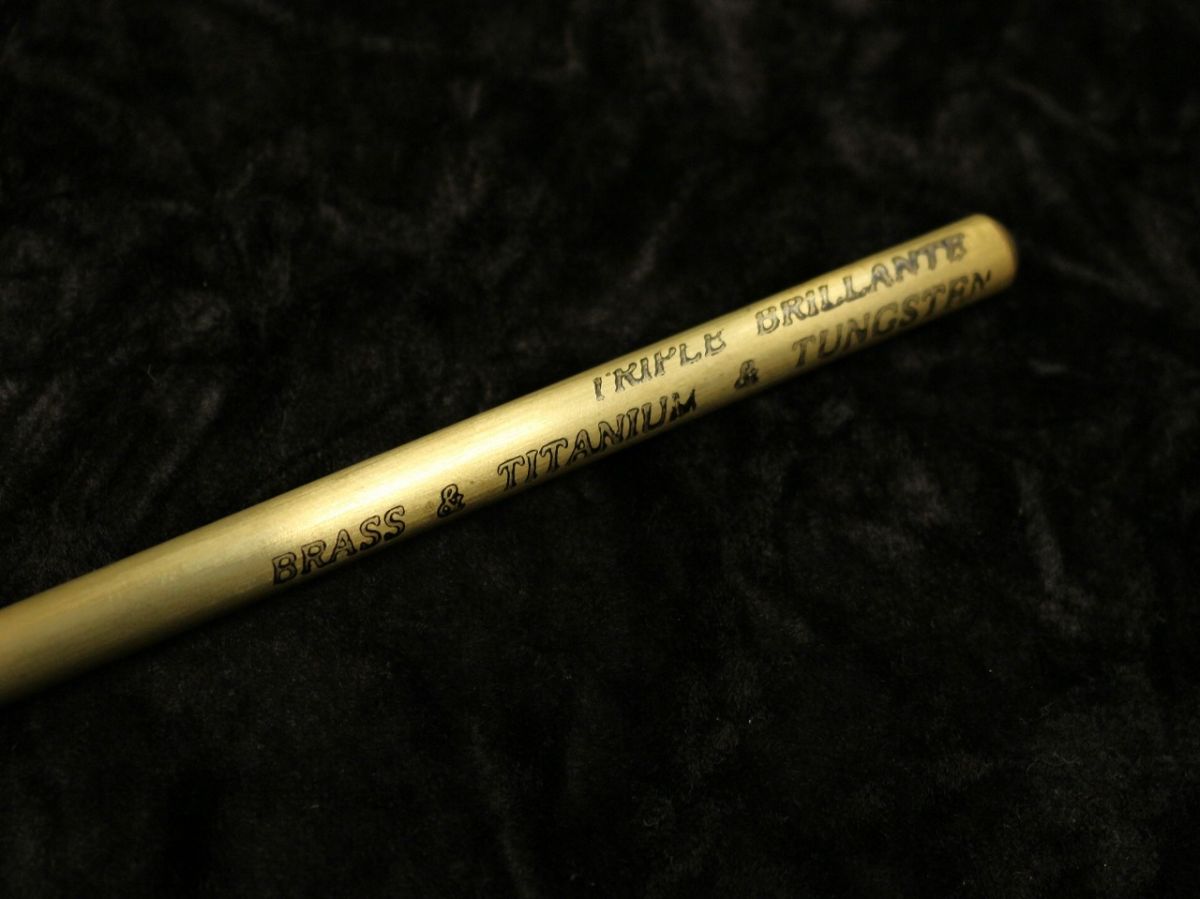 TRIPLE BRILLANTE
BRASS & TITANIUM & TUNGSTEN